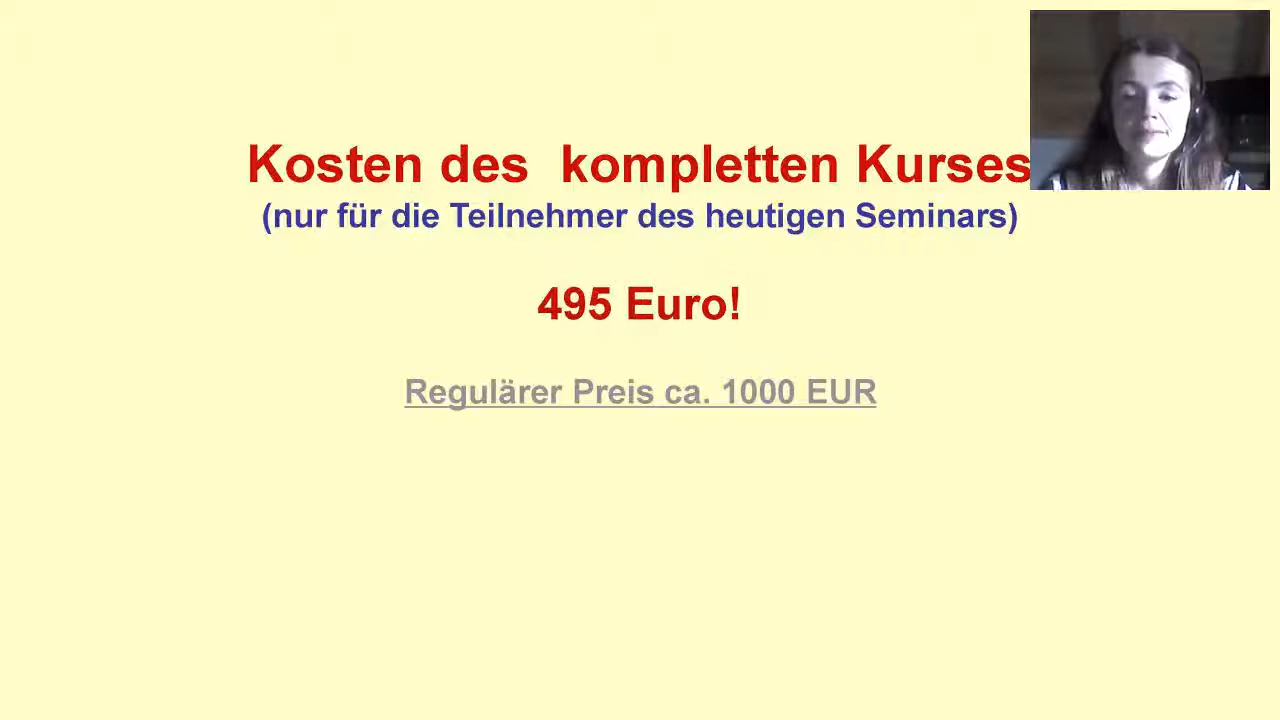 Kosten des kompletten Kurses
(nur für die Teilnehmer des heutigen Seminars)
495 Euro!
Regulärer Preis ca. 1000 EUR